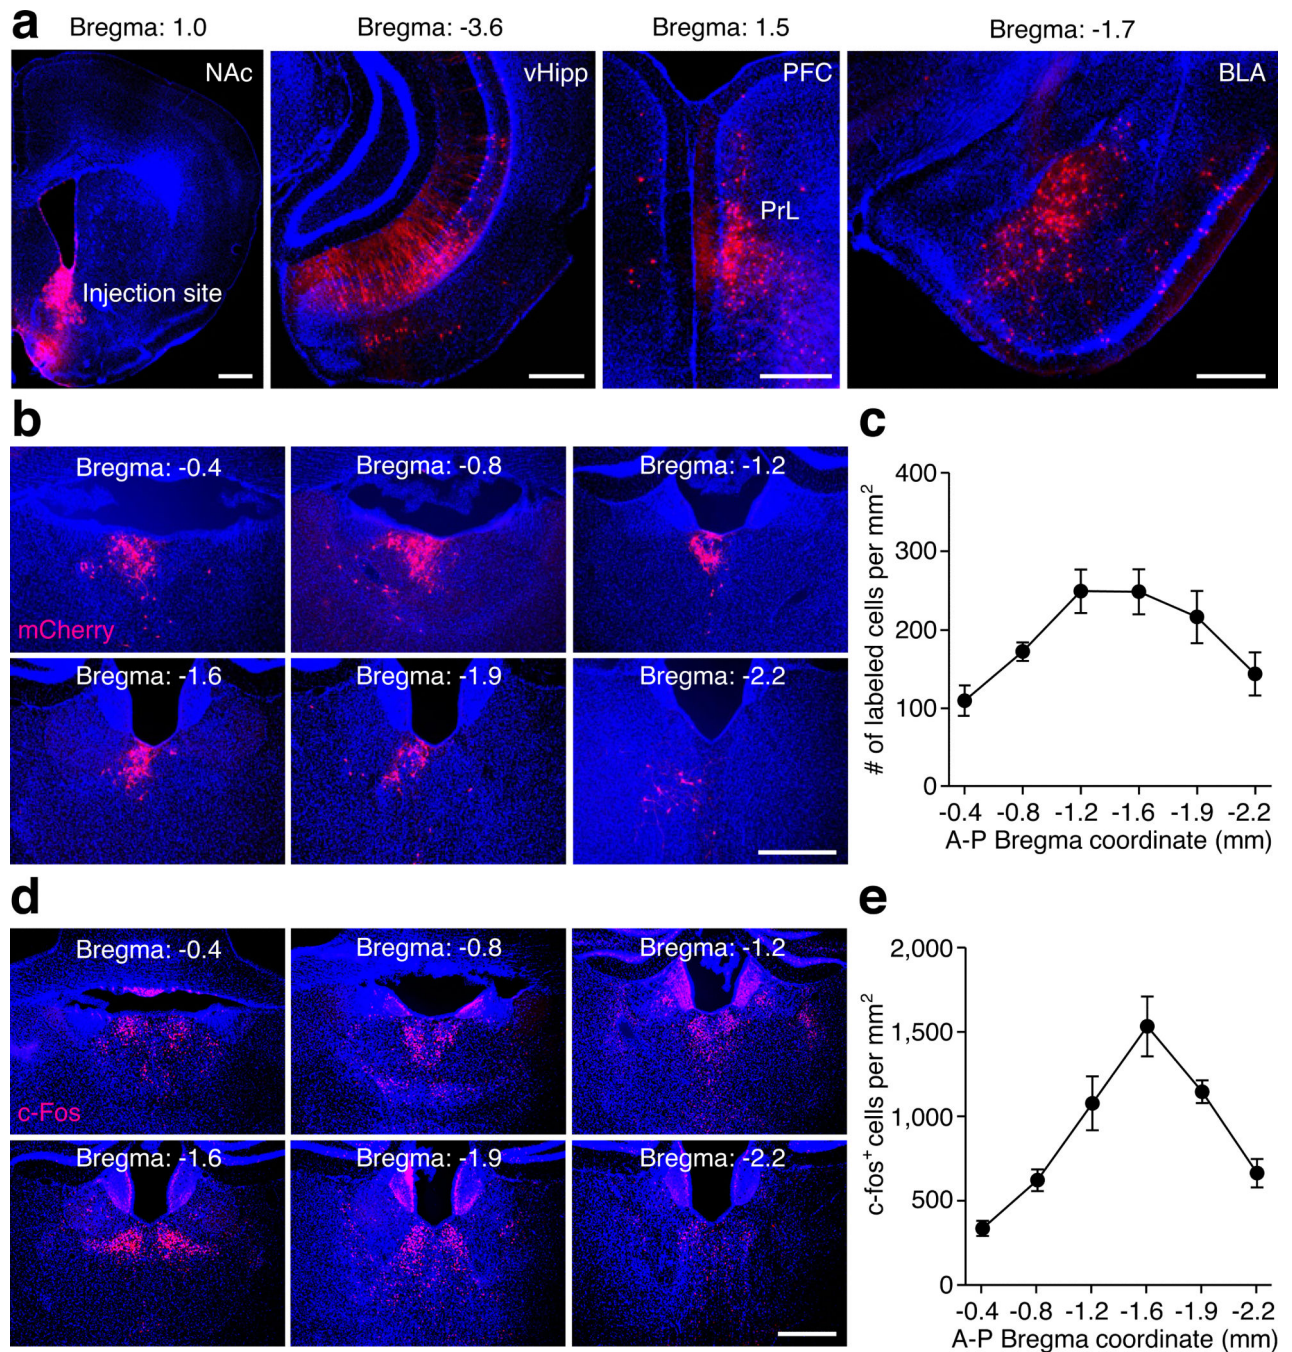 a
Bregma: 1.0
Bregma: -3.6
Bregma: 1.5
Bregma: -1.7
NAc
vHipp
PFC
BLA
Injection site
PrL
b
Bregma: -0.4
Bregma: -0.8
Bregma: -1.2
mCherry
Bregma: -1.6
Bregma: -1.9
Bregma: -2.2
c
# of labeled cells per mm²
400
300
200
100
0
-0.4 -0.8 -1.2 -1.6 -1.9 -2.2
A-P Bregma coordinate (mm)
d
Bregma: -0.4
Bregma: -0.8
Bregma: -1.2
c-Fos
Bregma: -1.6
Bregma: -1.9
Bregma: -2.2
e
c-fos⁺ cells per mm²
2,000
1,500
1,000
500
0
-0.4 -0.8 -1.2 -1.6 -1.9 -2.2
A-P Bregma coordinate (mm)